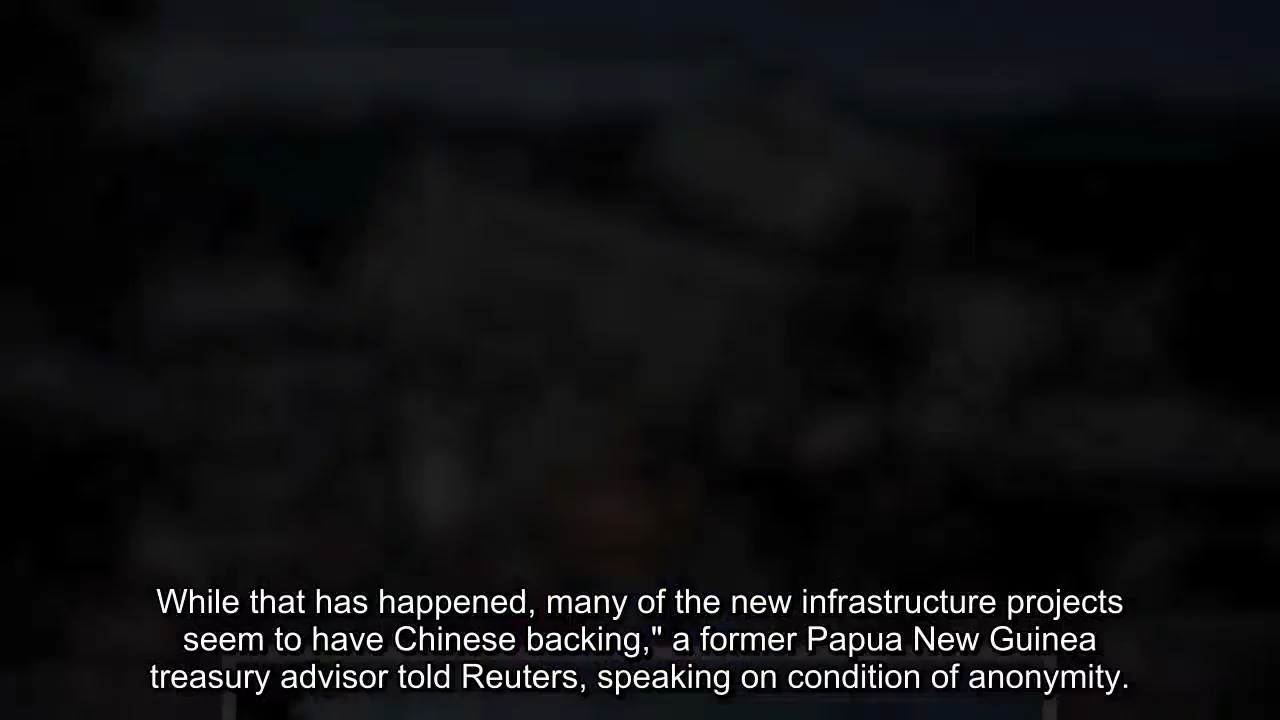 While that has happened, many of the new infrastructure projects
seem to have Chinese backing," a former Papua New Guinea
treasury advisor told Reuters, speaking on condition of anonymity.